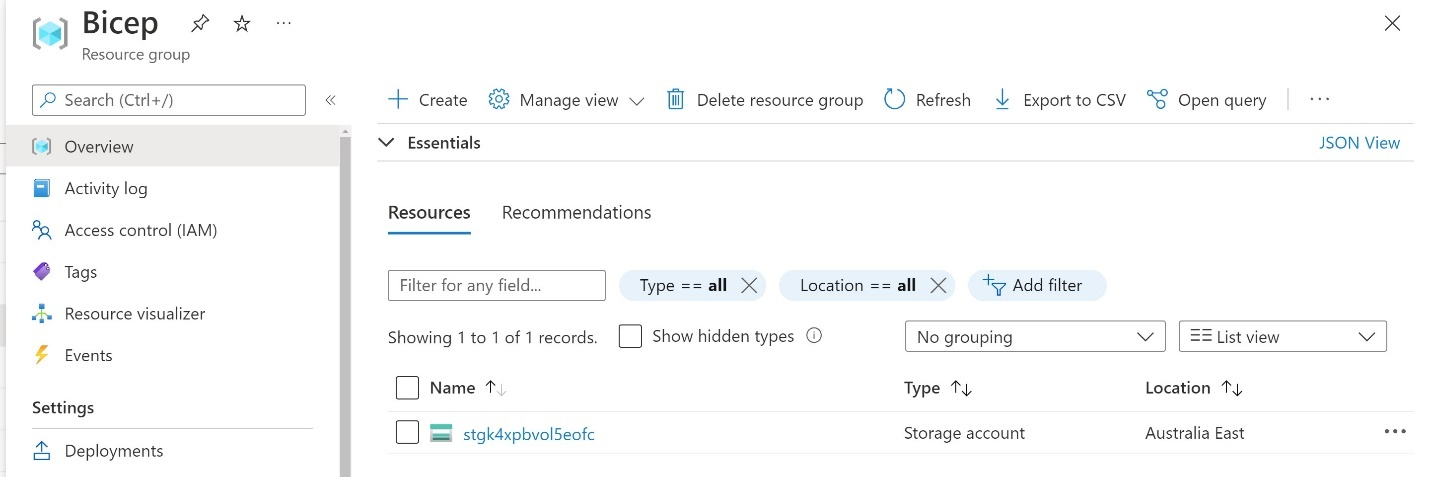 Bicep
Resource group
Search (Ctrl+/)
Overview
Activity log
Access control (IAM)
Tags
Resource visualizer
Events
Settings
Deployments
Create Manage view Delete resource group Refresh Export to CSV Open query
Essentials JSON View
Resources Recommendations
Filter for any field... Type == all Location == all Add filter
Showing 1 to 1 of 1 records. Show hidden types No grouping List view
Name Type Location
stgk4xpbvol5eofc Storage account Australia East